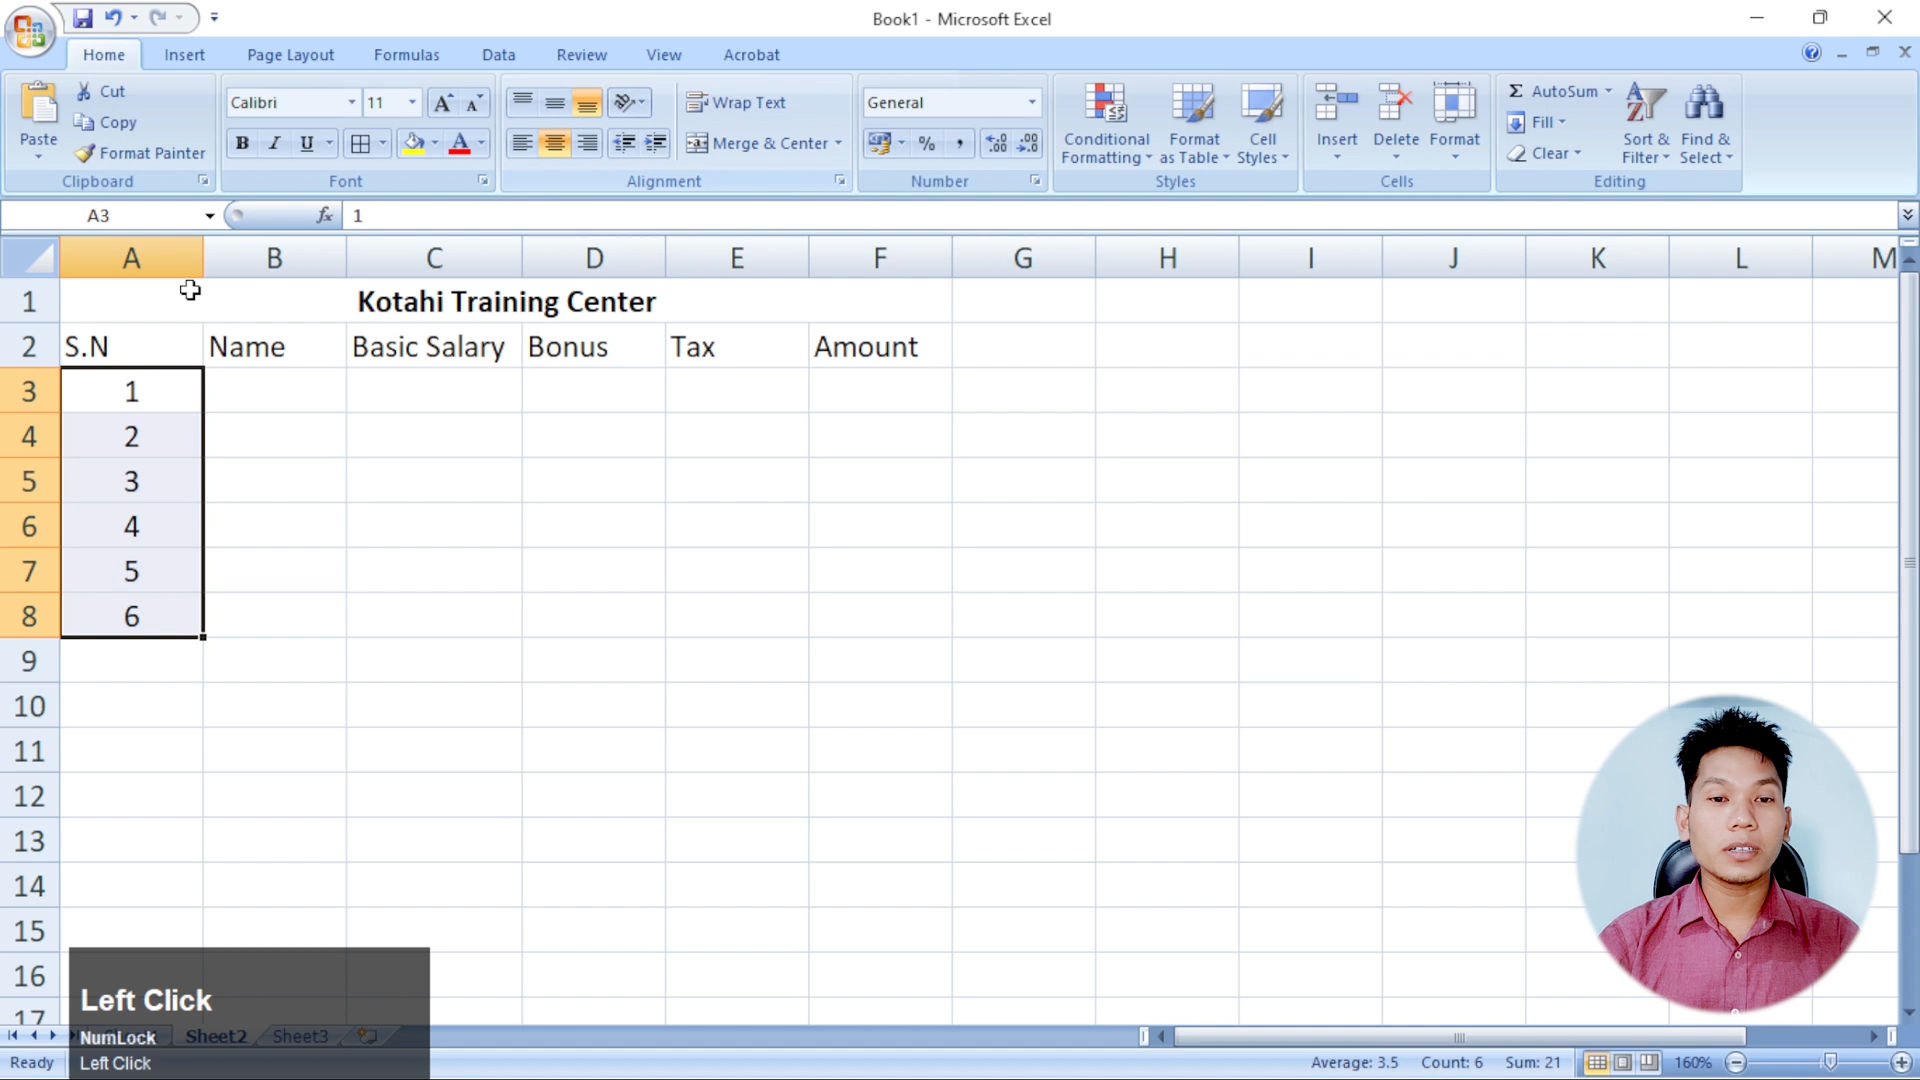 Book1 - Microsoft Excel
Home Insert Page Layout Formulas Data Review View Acrobat
Paste
Cut
Copy
Format Painter
Clipboard
Calibri 11
B I U
Font
Wrap Text
Merge & Center
Alignment
General
% ,
Number
Conditional Formatting
Format as Table
Cell Styles
Styles
Insert Delete Format
Cells
Σ AutoSum
Fill
Clear
Sort & Filter
Find & Select
Editing
A3 fx 1
A B C D E F G H I J K L M
1 Kotahi Training Center
2 S.N Name Basic Salary Bonus Tax Amount
3 1
4 2
5 3
6 4
7 5
8 6
9
10
11
12
13
14
15
16
17
Left Click
NumLock
Left Click
Sheet2 Sheet3
Ready Average: 3.5 Count: 6 Sum: 21 160%